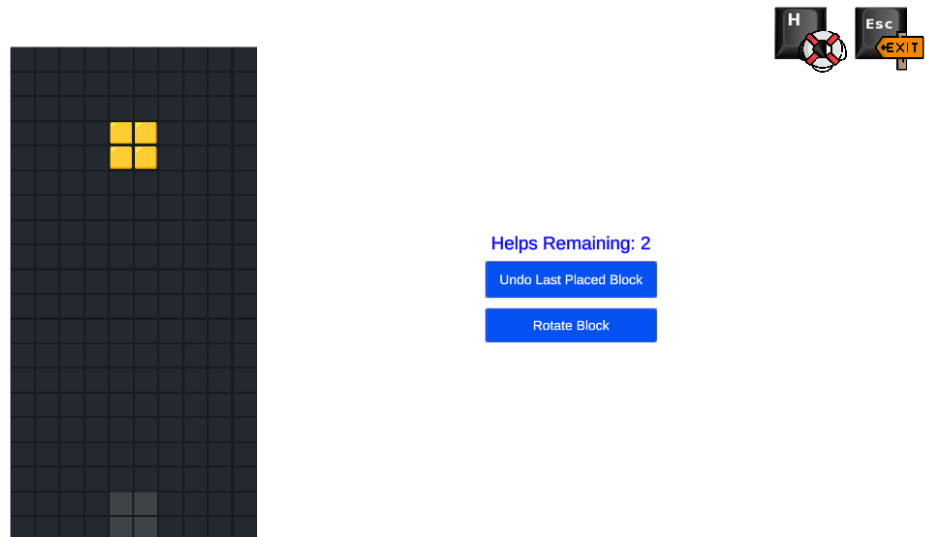 H
Esc
EXIT
Helps Remaining: 2
Undo Last Placed Block
Rotate Block